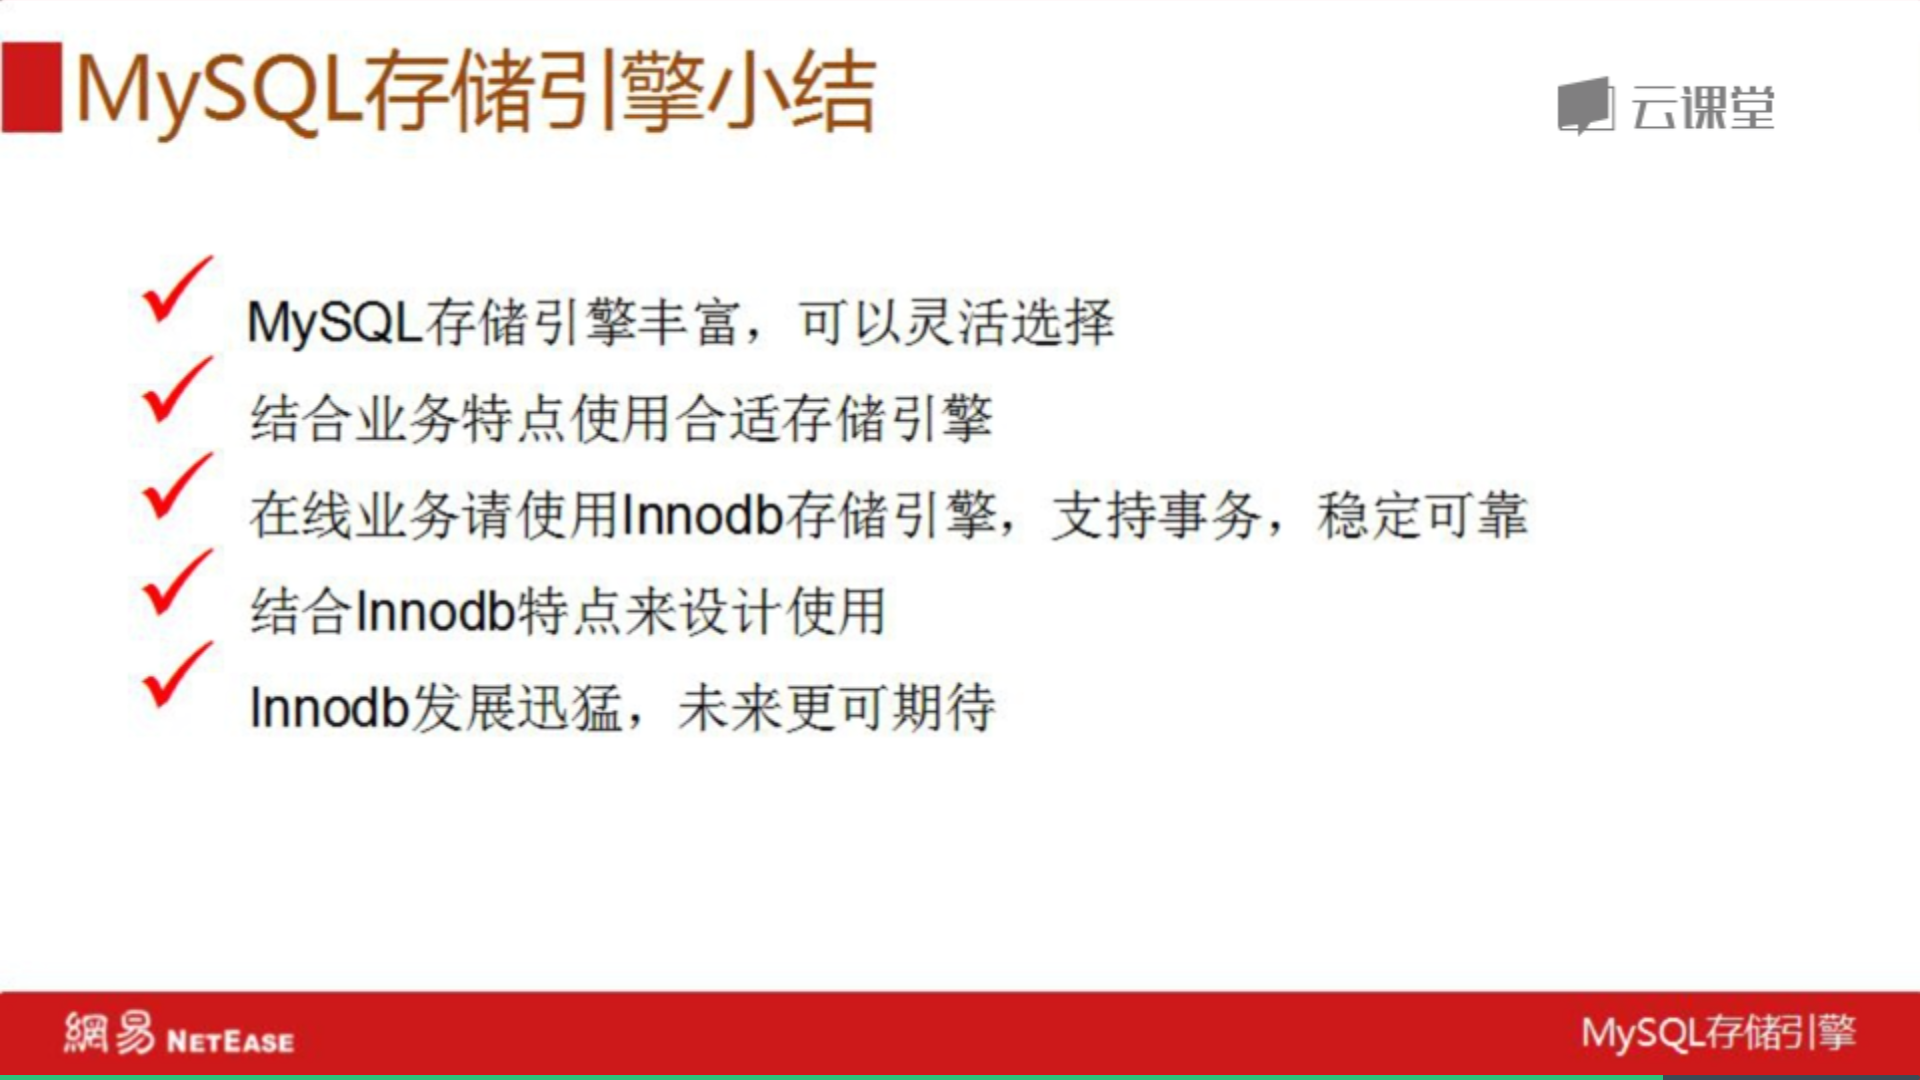 MySQL存储引擎小结
云课堂
MySQL存储引擎丰富，可以灵活选择
结合业务特点使用合适存储引擎
在线业务请使用Innodb存储引擎，支持事务，稳定可靠
结合Innodb特点来设计使用
Innodb发展迅猛，未来更可期待
網易 NETEASE
MySQL存储引擎